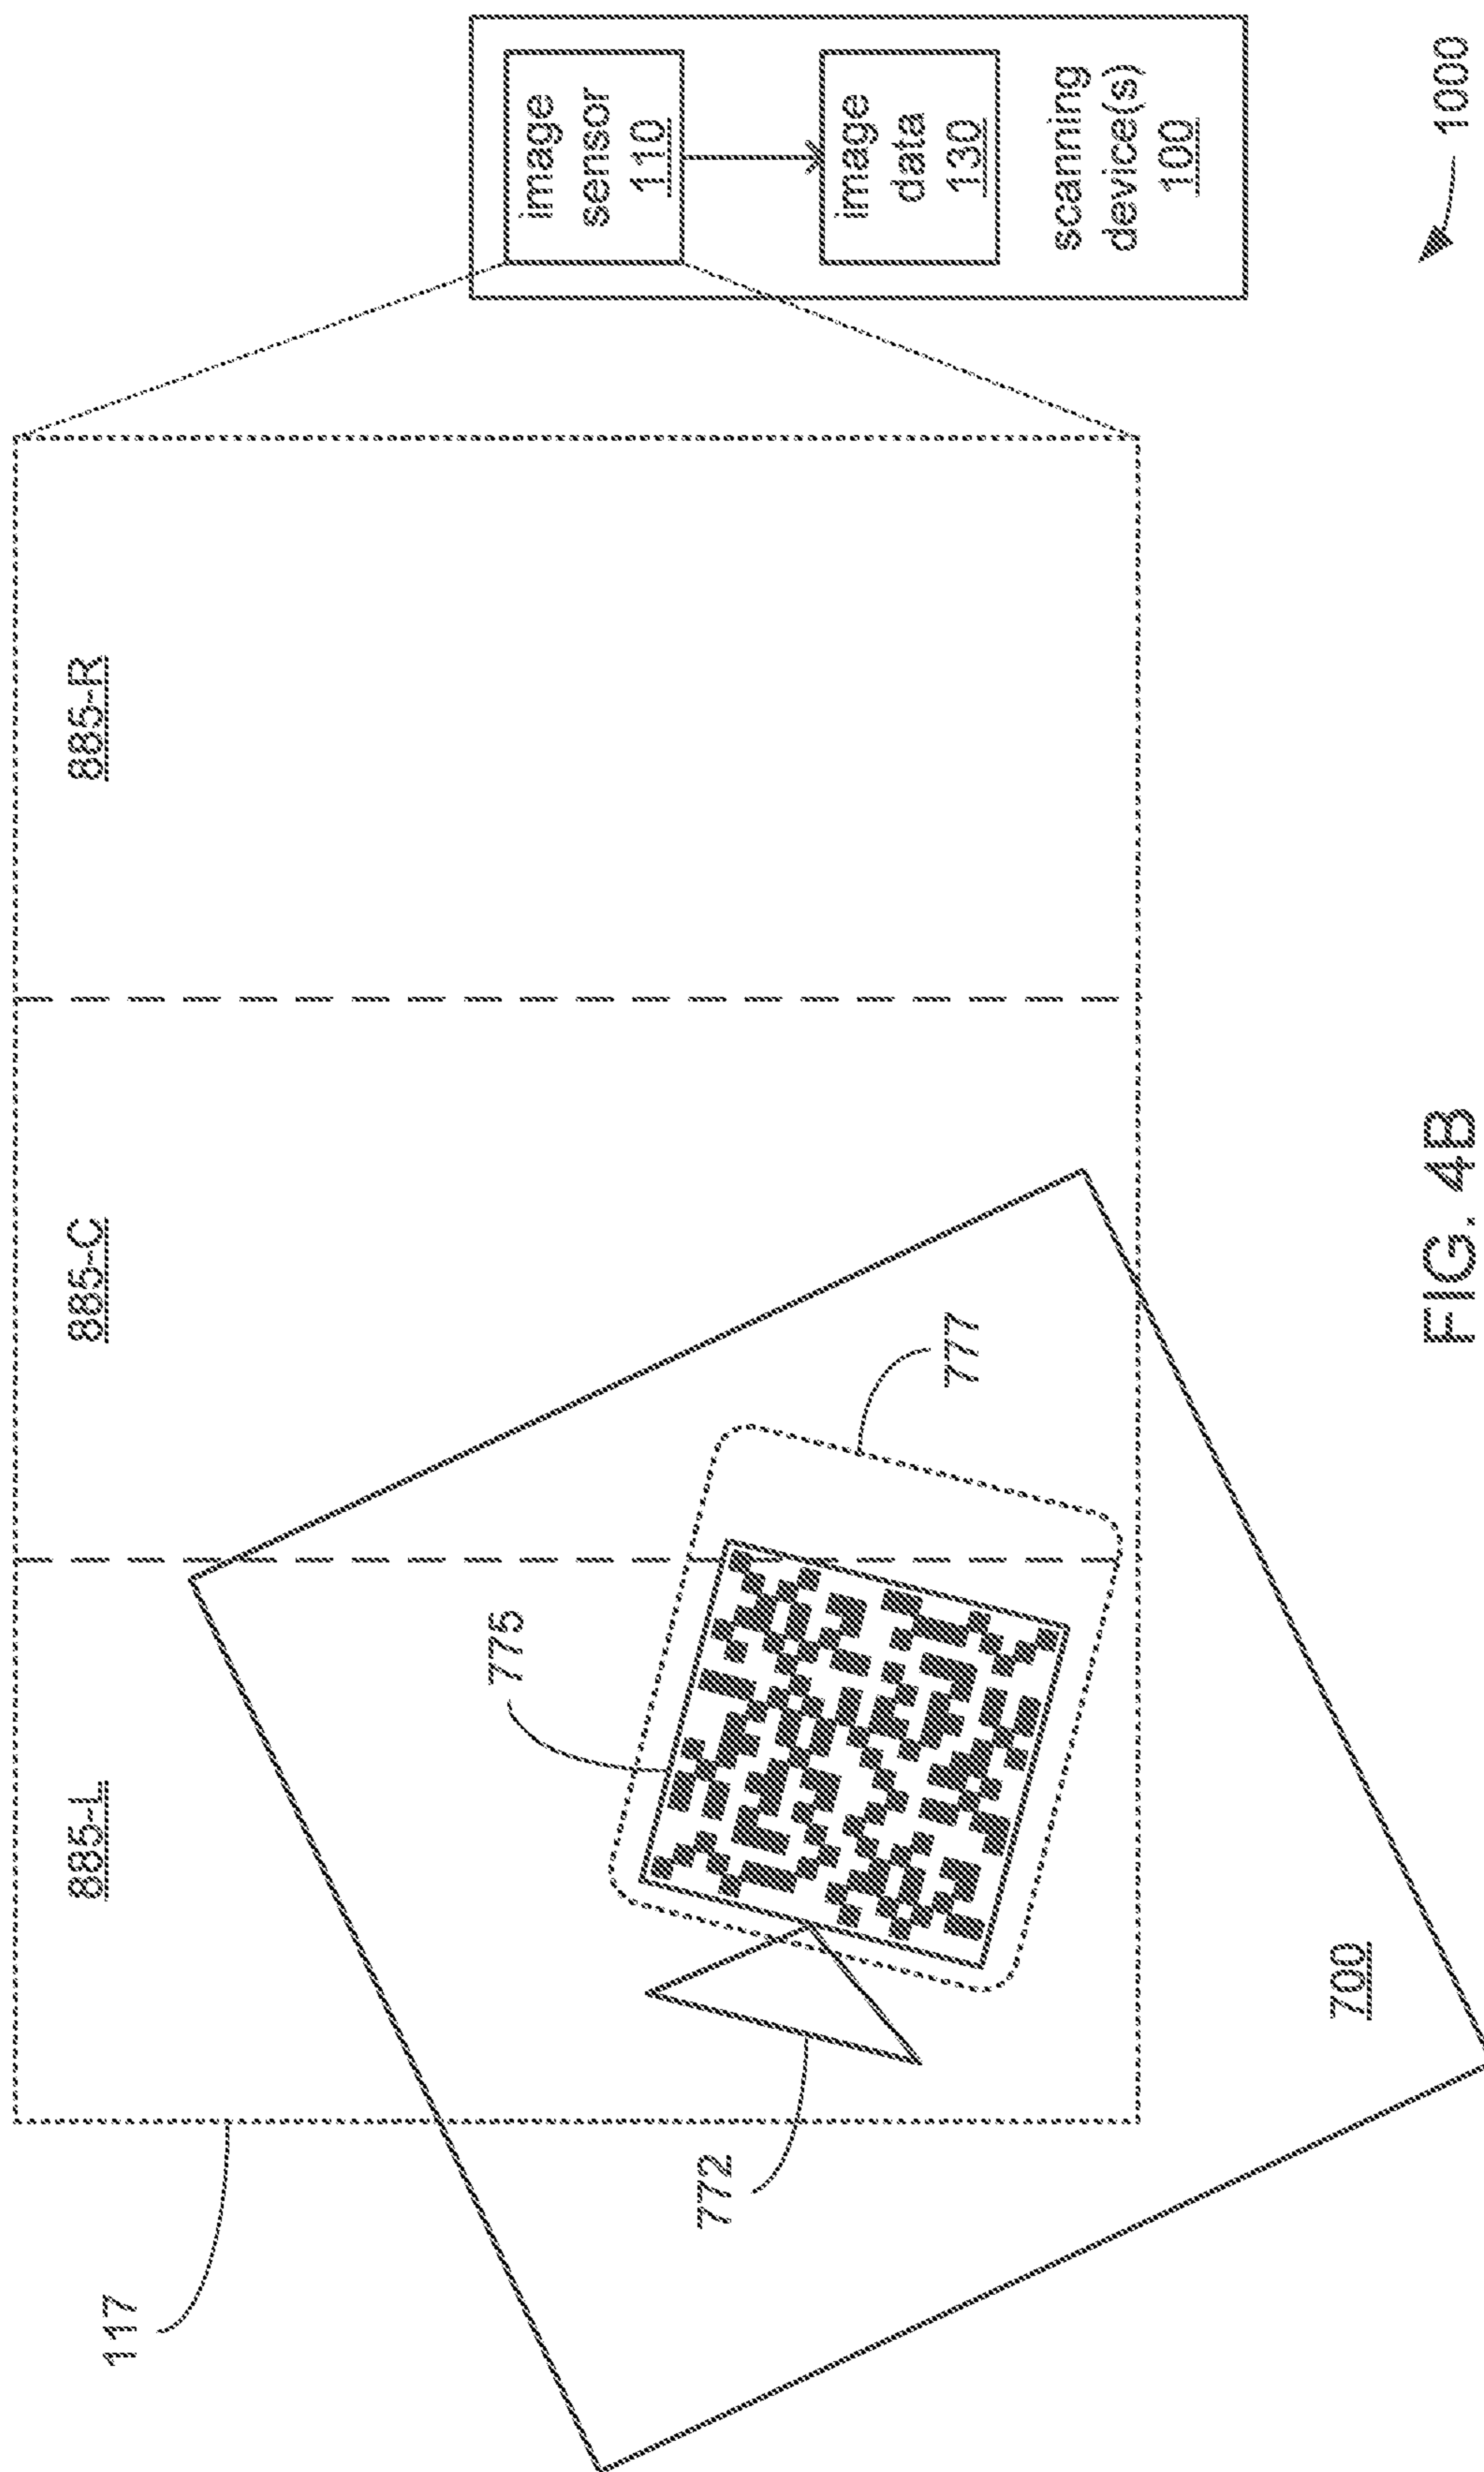 117
885-L
885-C
885-R
775
777
772
700
image
sensor
110
image
data
130
scanning
device(s)
100
1000
FIG. 4B